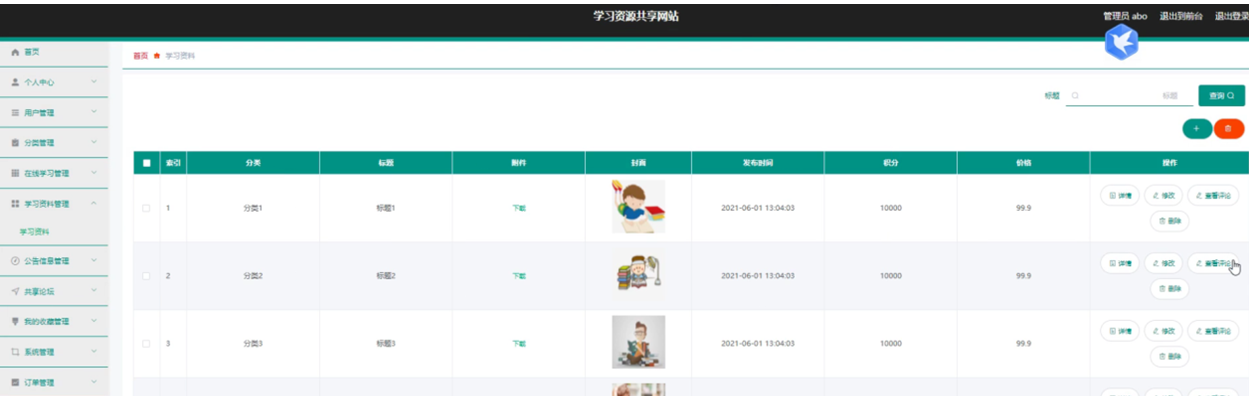 学习资源共享网站
管理员 abo 退出到前台 退出登录
首页
个人中心
用户管理
分类管理
在线学习管理
学习资料管理
学习资料
公告信息管理
共享论坛
我的收藏管理
系统管理
订单管理
首页 学习资料
标题 标题 查询
索引 分类 标题 附件 封面 发布时间 积分 价格 操作
1 分类1 标题1 下载 2021-06-01 13:04:03 10000 99.9 详情 修改 查看评论
删除
2 分类2 标题2 下载 2021-06-01 13:04:03 10000 99.9 详情 修改 查看评论
删除
3 分类3 标题3 下载 2021-06-01 13:04:03 10000 99.9 详情 修改 查看评论
删除